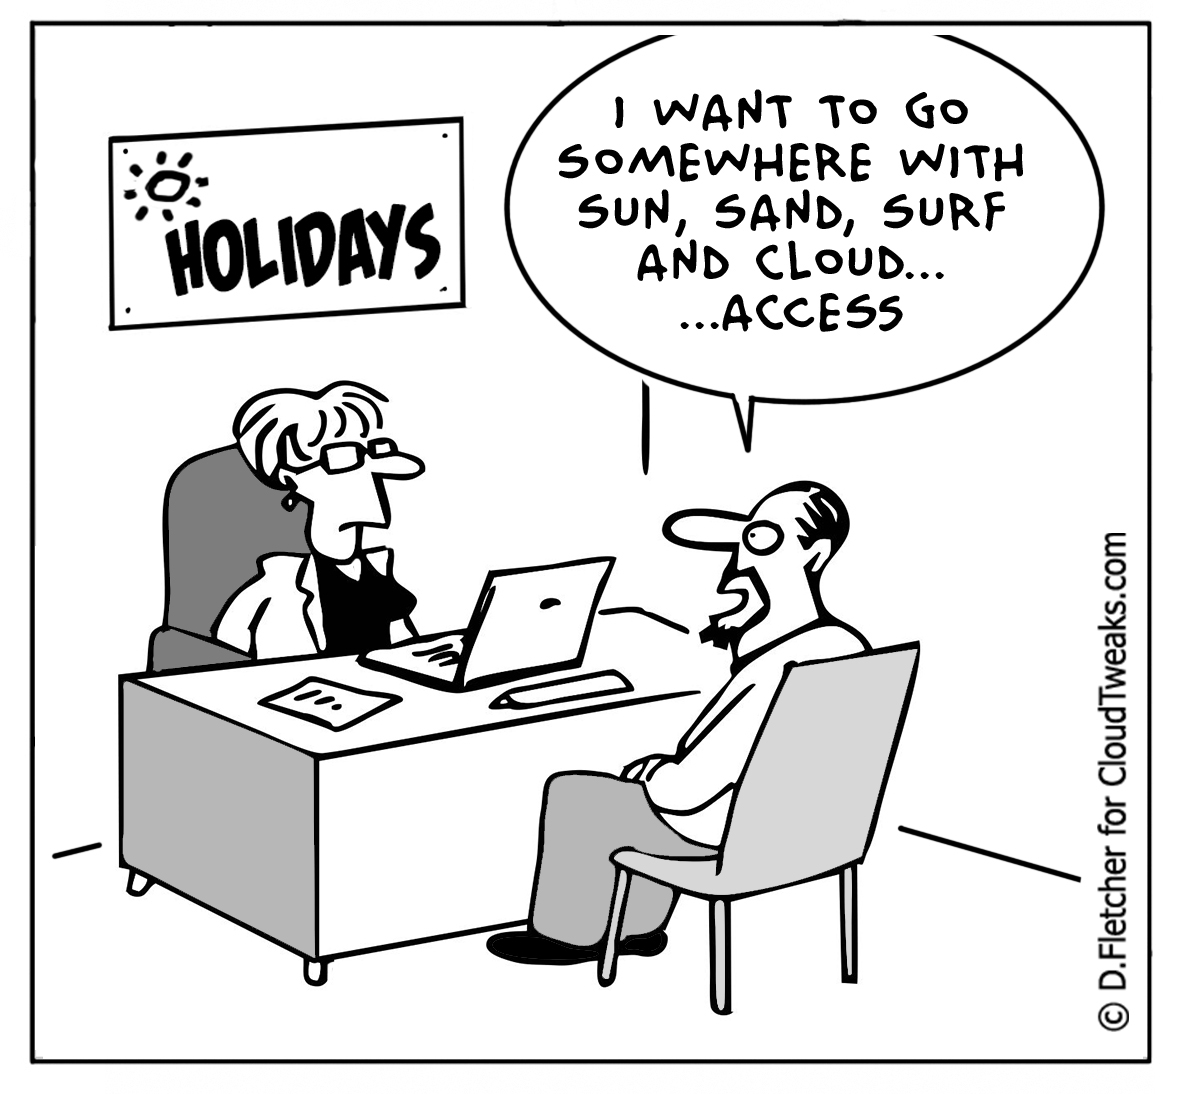 I WANT TO GO
SOMEWHERE WITH
SUN, SAND, SURF
AND CLOUD...
...ACCESS
HOLIDAYS
© D.Fletcher for CloudTweaks.com